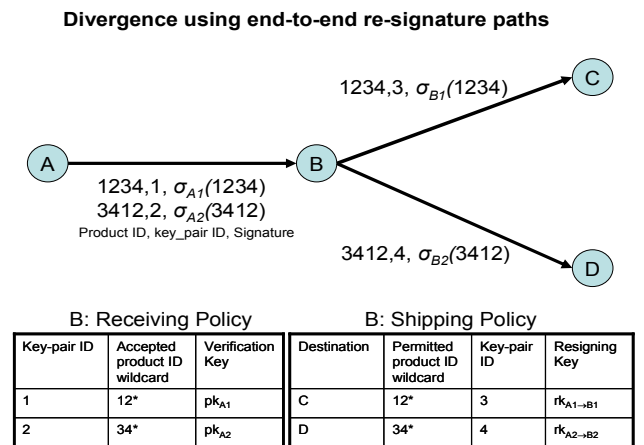 Divergence using end-to-end re-signature paths
1234,3, σB1(1234)
C
A
B
1234,1, σA1(1234)
3412,2, σA2(3412)
Product ID, key_pair ID, Signature
3412,4, σB2(3412)
D
B: Receiving Policy
Key-pair ID
Accepted
product ID
wildcard
Verification
Key
1
12*
pkA1
2
34*
pkA2
B: Shipping Policy
Destination
Permitted
product ID
wildcard
Key-pair
ID
Resigning
Key
C
12*
3
rkA1→B1
D
34*
4
rkA2→B2